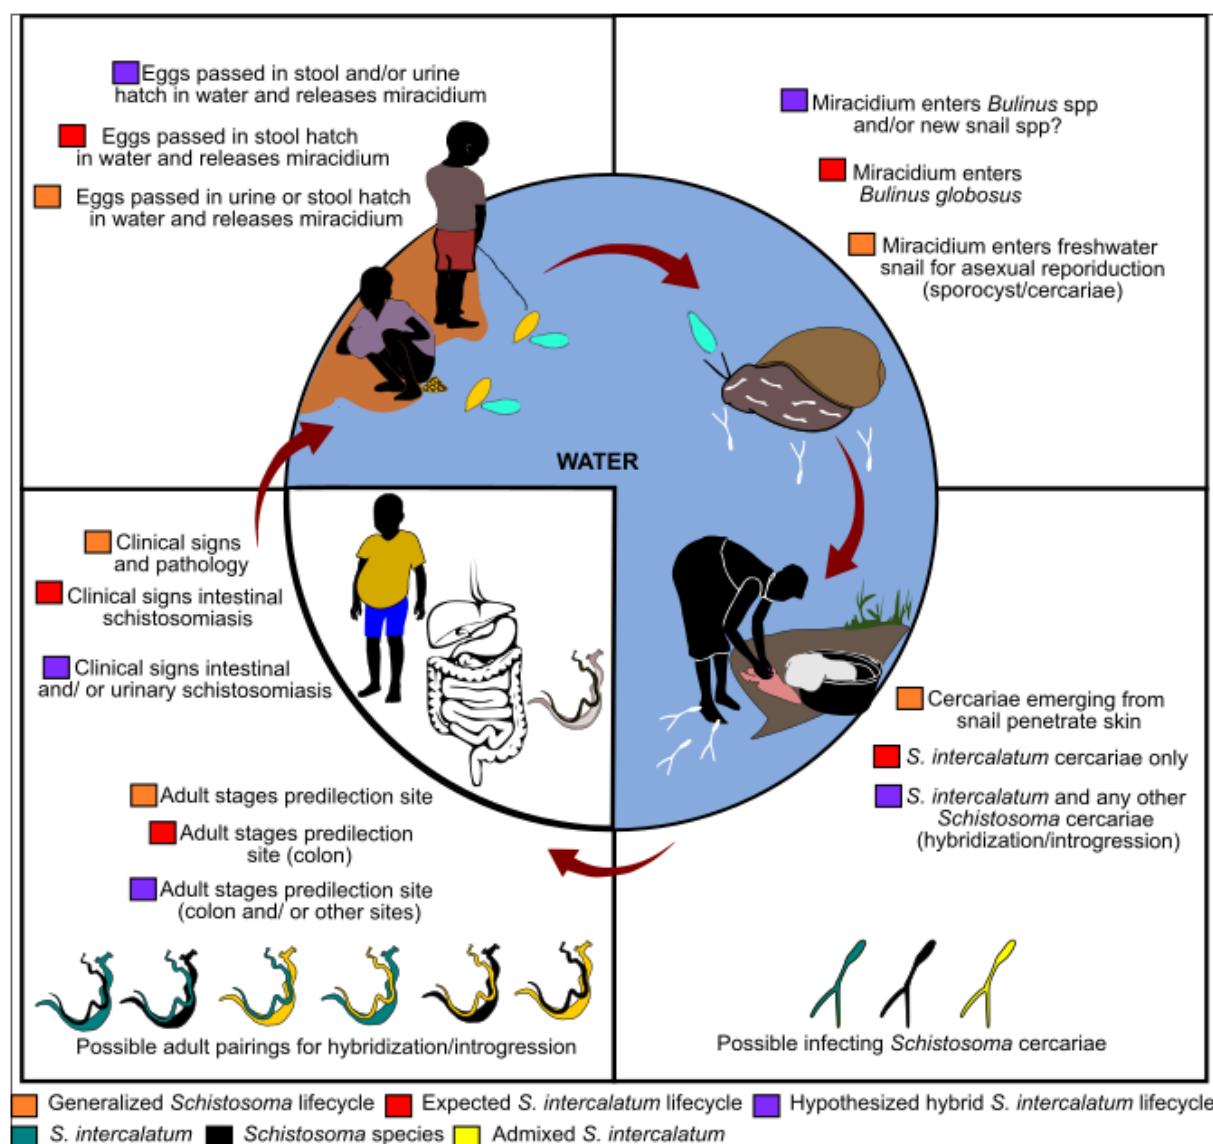 Eggs passed in stool and/or urine
hatch in water and releases miracidium
Eggs passed in stool hatch
in water and releases miracidium
Eggs passed in urine or stool hatch
in water and releases miracidium
Miracidium enters Bulinus spp
and/or new snail spp?
Miracidium enters
Bulinus globosus
Miracidium enters freshwater
snail for asexual reporiduction
(sporocyst/cercariae)
WATER
Clinical signs
and pathology
Clinical signs intestinal
schistosomiasis
Clinical signs intestinal
and/ or urinary schistosomiasis
Adult stages predilection site
Adult stages predilection
site (colon)
Adult stages predilection site
(colon and/ or other sites)
Possible adult pairings for hybridization/introgression
Cercariae emerging from
snail penetrate skin
S. intercalatum cercariae only
S. intercalatum and any other
Schistosoma cercariae
(hybridization/introgression)
Possible infecting Schistosoma cercariae
Generalized Schistosoma lifecycle Expected S. intercalatum lifecycle Hypothesized hybrid S. intercalatum lifecycle
S. intercalatum Schistosoma species Admixed S. intercalatum